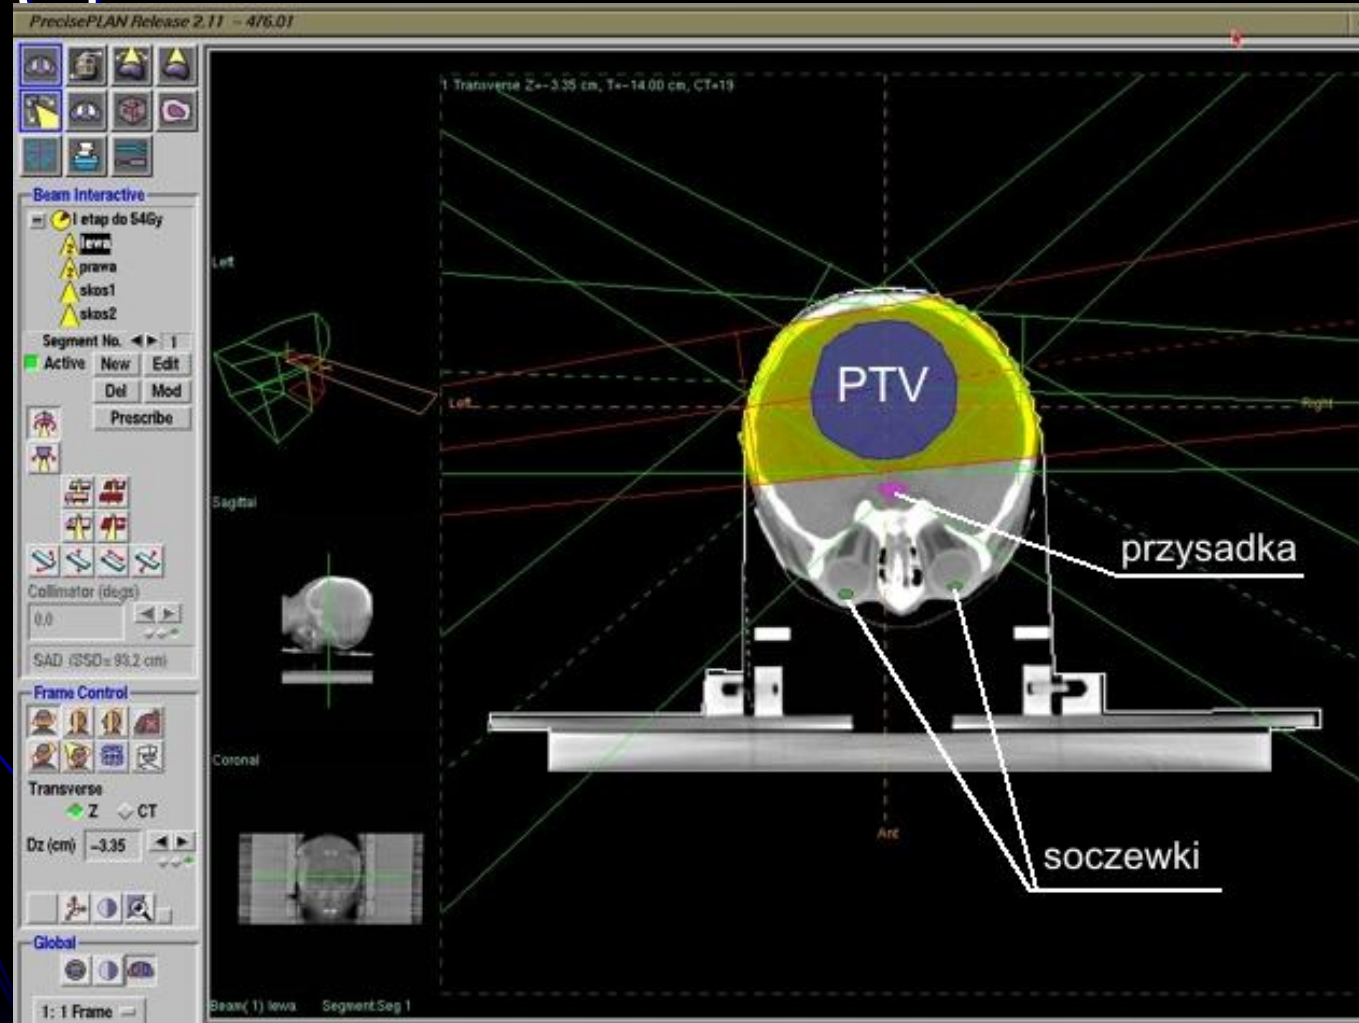 PrecisePLAN Release 2.11 - 476.01
1 Transverse Z=-3.35 cm, T=-14.00 cm, CT=19
Beam Interactive
I etap do 54Gy
lewa
prawa
skos1
skos2
Segment No. 1
Active New Edit
Del Mod
Prescribe
Collimator (degs)
0.0
SAD (SSD= 93.2 cm)
Frame Control
Transverse
Z CT
Dz (cm) -3.35
Global
1: 1 Frame
Left
Sagittal
Coronal
Beam( 1) lewa Segment:Seg 1
PTV
Left
Right
przysadka
Ant
soczewki